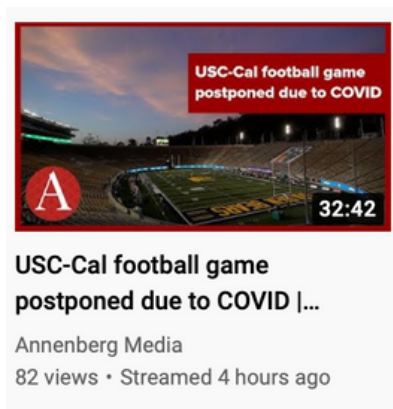 USC-Cal football game
postponed due to COVID
A
32:42
USC-Cal football game
postponed due to COVID |...
Annenberg Media
82 views • Streamed 4 hours ago